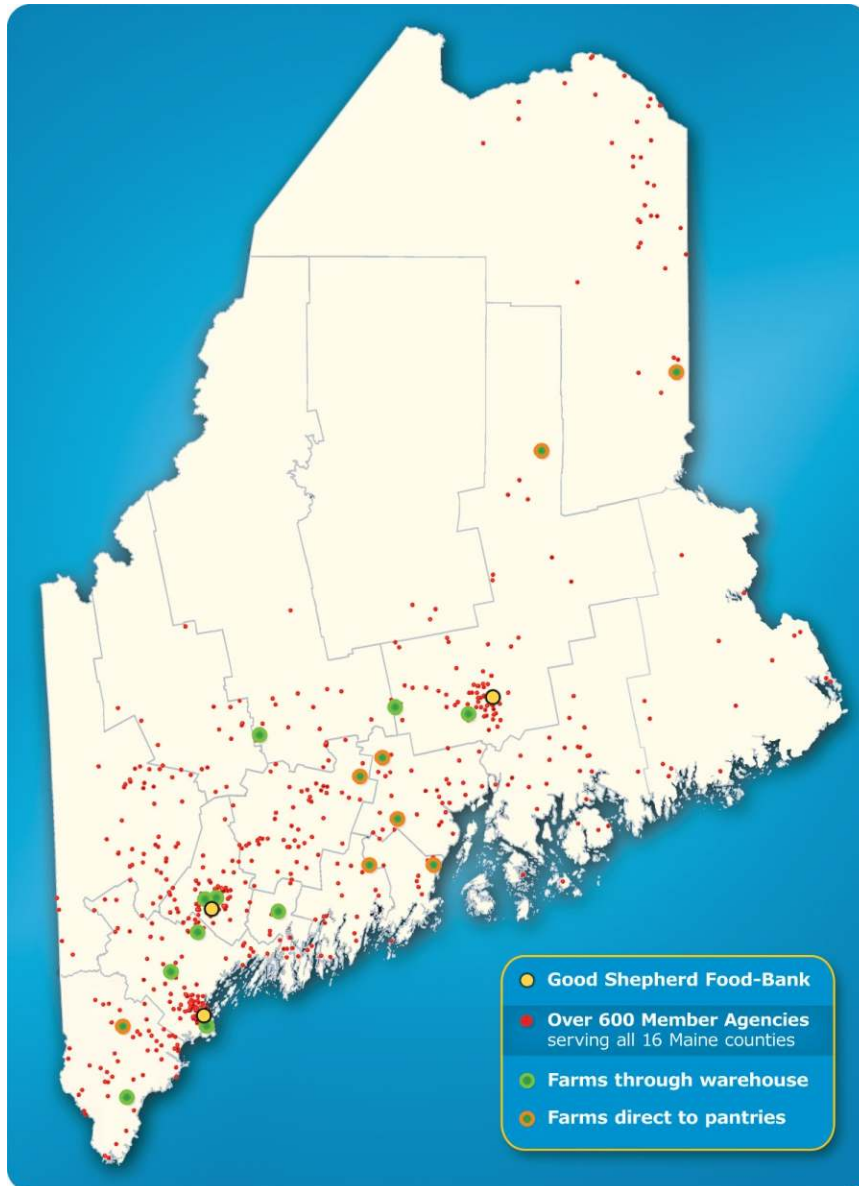 Good Shepherd Food-Bank
Over 600 Member Agencies
serving all 16 Maine counties
Farms through warehouse
Farms direct to pantries